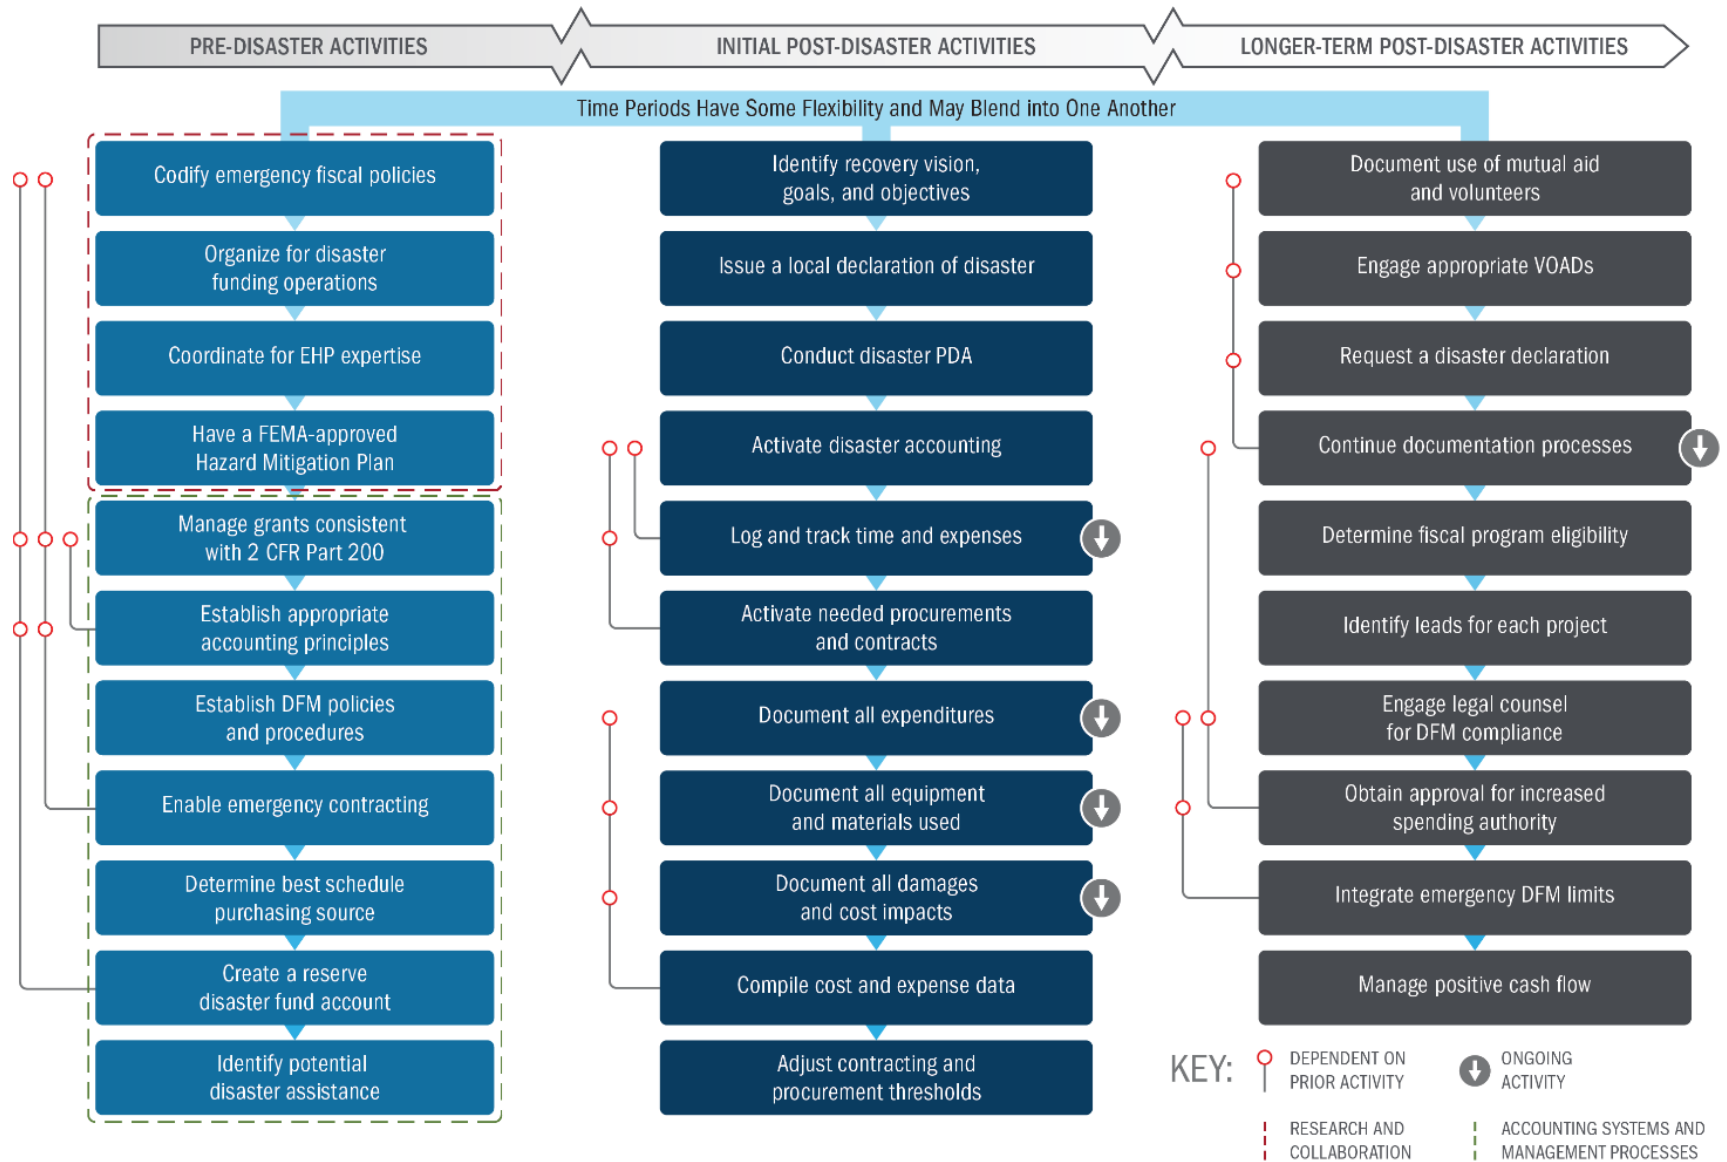 PRE-DISASTER ACTIVITIES
INITIAL POST-DISASTER ACTIVITIES
LONGER-TERM POST-DISASTER ACTIVITIES
Time Periods Have Some Flexibility and May Blend into One Another
Codify emergency fiscal policies
Organize for disaster
funding operations
Coordinate for EHP expertise
Have a FEMA-approved
Hazard Mitigation Plan
Manage grants consistent
with 2 CFR Part 200
Establish appropriate
accounting principles
Establish DFM policies
and procedures
Enable emergency contracting
Determine best schedule
purchasing source
Create a reserve
disaster fund account
Identify potential
disaster assistance
Identify recovery vision,
goals, and objectives
Issue a local declaration of disaster
Conduct disaster PDA
Activate disaster accounting
Log and track time and expenses
Activate needed procurements
and contracts
Document all expenditures
Document all equipment
and materials used
Document all damages
and cost impacts
Compile cost and expense data
Adjust contracting and
procurement thresholds
Document use of mutual aid
and volunteers
Engage appropriate VOADs
Request a disaster declaration
Continue documentation processes
Determine fiscal program eligibility
Identify leads for each project
Engage legal counsel
for DFM compliance
Obtain approval for increased
spending authority
Integrate emergency DFM limits
Manage positive cash flow
KEY:
DEPENDENT ON
PRIOR ACTIVITY
ONGOING
ACTIVITY
RESEARCH AND
COLLABORATION
ACCOUNTING SYSTEMS AND
MANAGEMENT PROCESSES